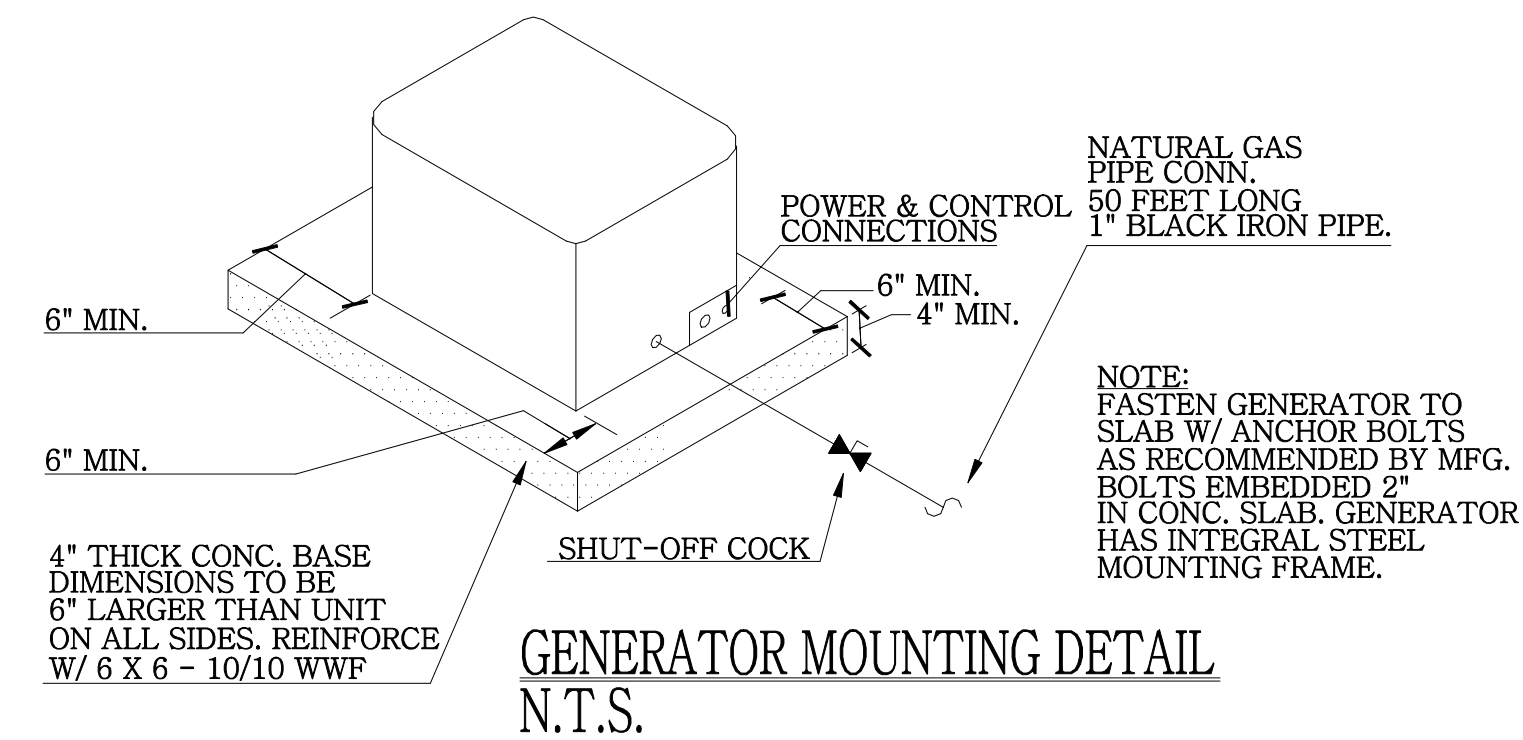 NATURAL GAS
PIPE CONN.
50 FEET LONG
1" BLACK IRON PIPE.
POWER & CONTROL
CONNECTIONS
6" MIN.
4" MIN.
6" MIN.
6" MIN.
NOTE:
FASTEN GENERATOR TO
SLAB W/ ANCHOR BOLTS
AS RECOMMENDED BY MFG.
BOLTS EMBEDDED 2"
IN CONC. SLAB. GENERATOR
HAS INTEGRAL STEEL
MOUNTING FRAME.
SHUT-OFF COCK
4" THICK CONC. BASE
DIMENSIONS TO BE
6" LARGER THAN UNIT
ON ALL SIDES. REINFORCE
W/ 6 X 6 - 10/10 WWF
GENERATOR MOUNTING DETAIL
N.T.S.